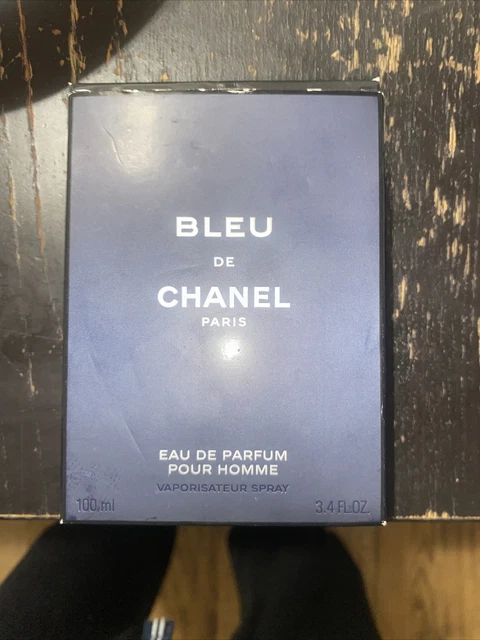 BLEU
DE
CHANEL
PARIS
EAU DE PARFUM
POUR HOMME
VAPORISATEUR SPRAY
100 ml 3.4 FL.OZ.